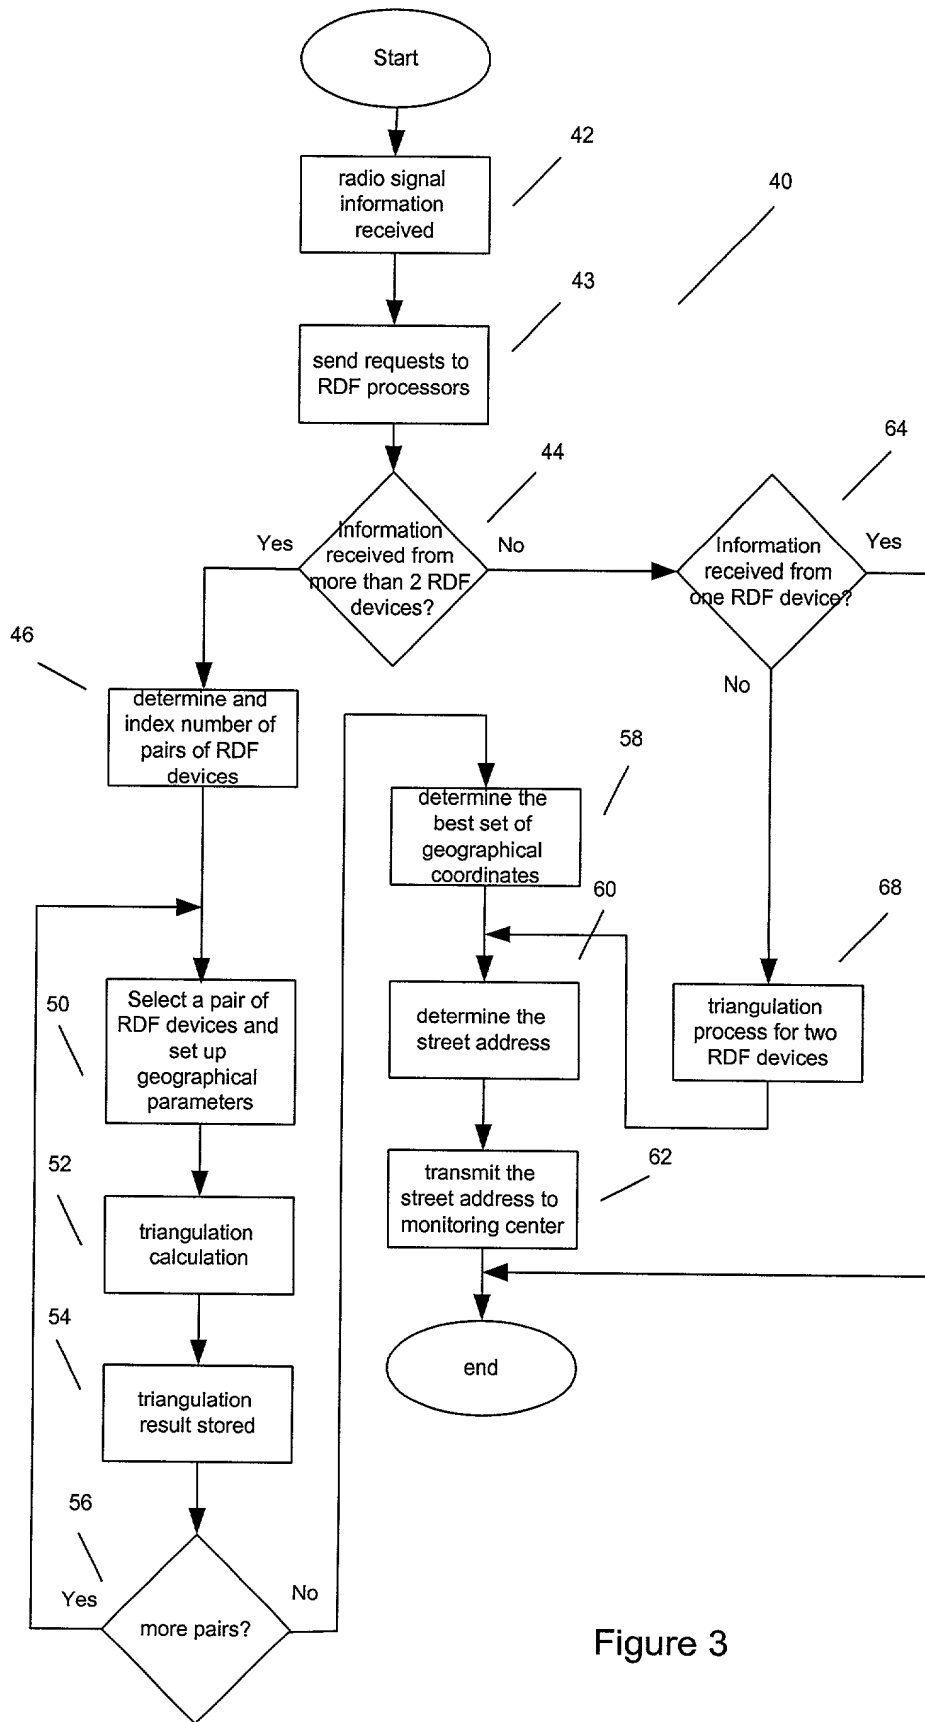 Start
42
radio signal
information
received
40
43
send requests to
RDF processors
44
64
Yes
Information
received from
more than 2 RDF
devices?
No
Information
received from
one RDF device?
Yes
No
46
determine and
index number of
pairs of RDF
devices
58
determine the
best set of
geographical
coordinates
60
68
50
Select a pair of
RDF devices and
set up
geographical
parameters
determine the
street address
triangulation
process for two
RDF devices
52
triangulation
calculation
transmit the
street address to
monitoring center
62
54
triangulation
result stored
end
56
Yes
more pairs?
No
Figure 3